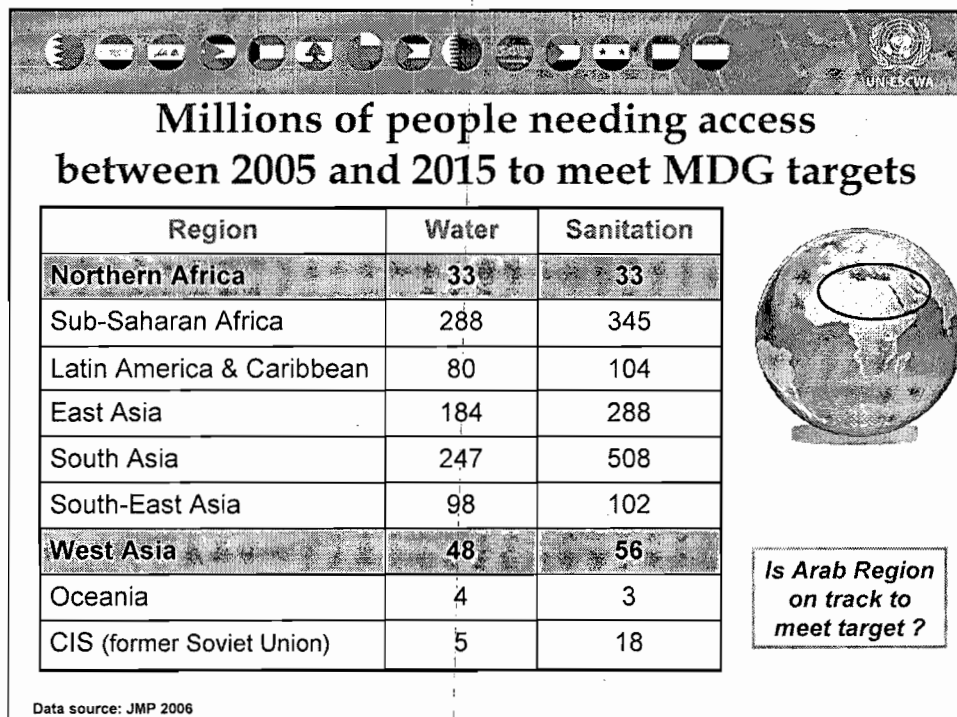 UN-ESCWA
Millions of people needing access
between 2005 and 2015 to meet MDG targets
Region Water Sanitation
Northern Africa 33 33
Sub-Saharan Africa 288 345
Latin America & Caribbean 80 104
East Asia 184 288
South Asia 247 508
South-East Asia 98 102
West Asia 48 56
Oceania 4 3
CIS (former Soviet Union) 5 18
Is Arab Region
on track to
meet target ?
Data source: JMP 2006